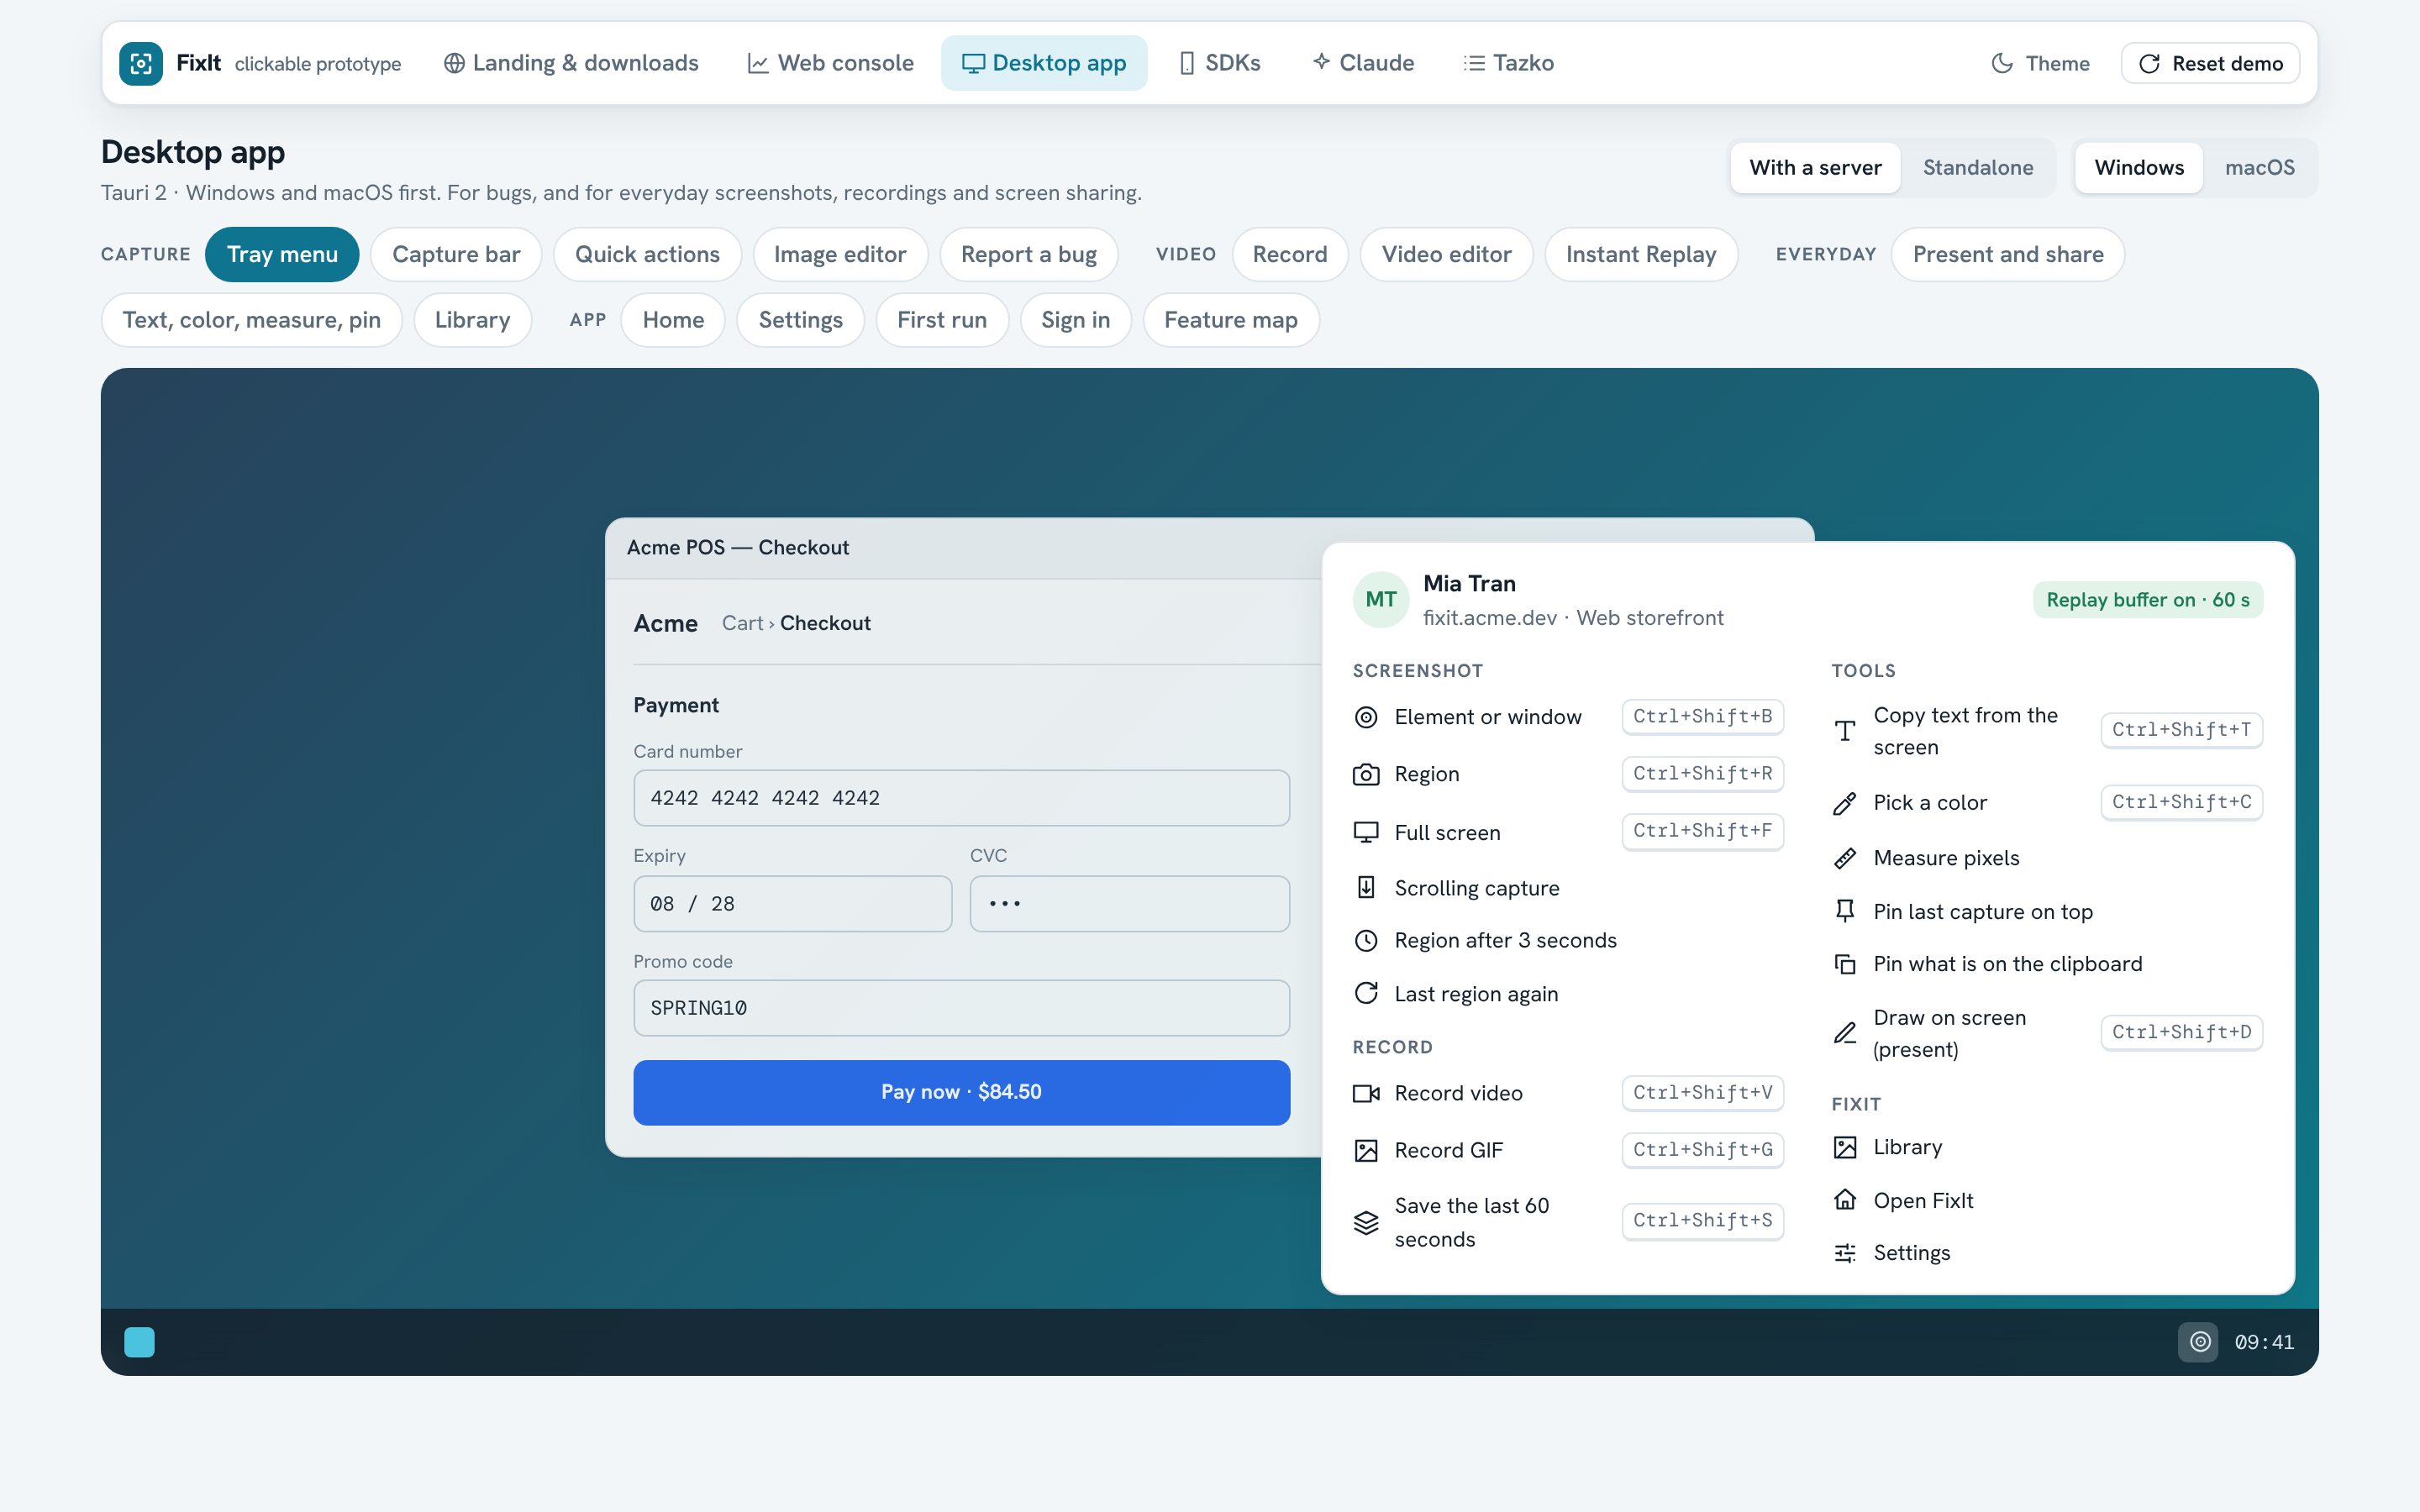 FixIt clickable prototype Landing & downloads Web console Desktop app SDKs Claude Tazko Theme Reset demo
Desktop app
Tauri 2 · Windows and macOS first. For bugs, and for everyday screenshots, recordings and screen sharing.
With a server Standalone Windows macOS
CAPTURE Tray menu Capture bar Quick actions Image editor Report a bug VIDEO Record Video editor Instant Replay EVERYDAY Present and share
Text, color, measure, pin Library APP Home Settings First run Sign in Feature map
Acme POS — Checkout
Acme Cart › Checkout
Payment
Card number
4242 4242 4242 4242
Expiry CVC
08 / 28 •••
Promo code
SPRING10
Pay now · $84.50
MT Mia Tran
fixit.acme.dev · Web storefront
Replay buffer on · 60 s
SCREENSHOT
Element or window Ctrl+Shift+B
Region Ctrl+Shift+R
Full screen Ctrl+Shift+F
Scrolling capture
Region after 3 seconds
Last region again
RECORD
Record video Ctrl+Shift+V
Record GIF Ctrl+Shift+G
Save the last 60
seconds
Ctrl+Shift+S
TOOLS
Copy text from the
screen
Ctrl+Shift+T
Pick a color Ctrl+Shift+C
Measure pixels
Pin last capture on top
Pin what is on the clipboard
Draw on screen
(present)
Ctrl+Shift+D
FIXIT
Library
Open FixIt
Settings
09:41